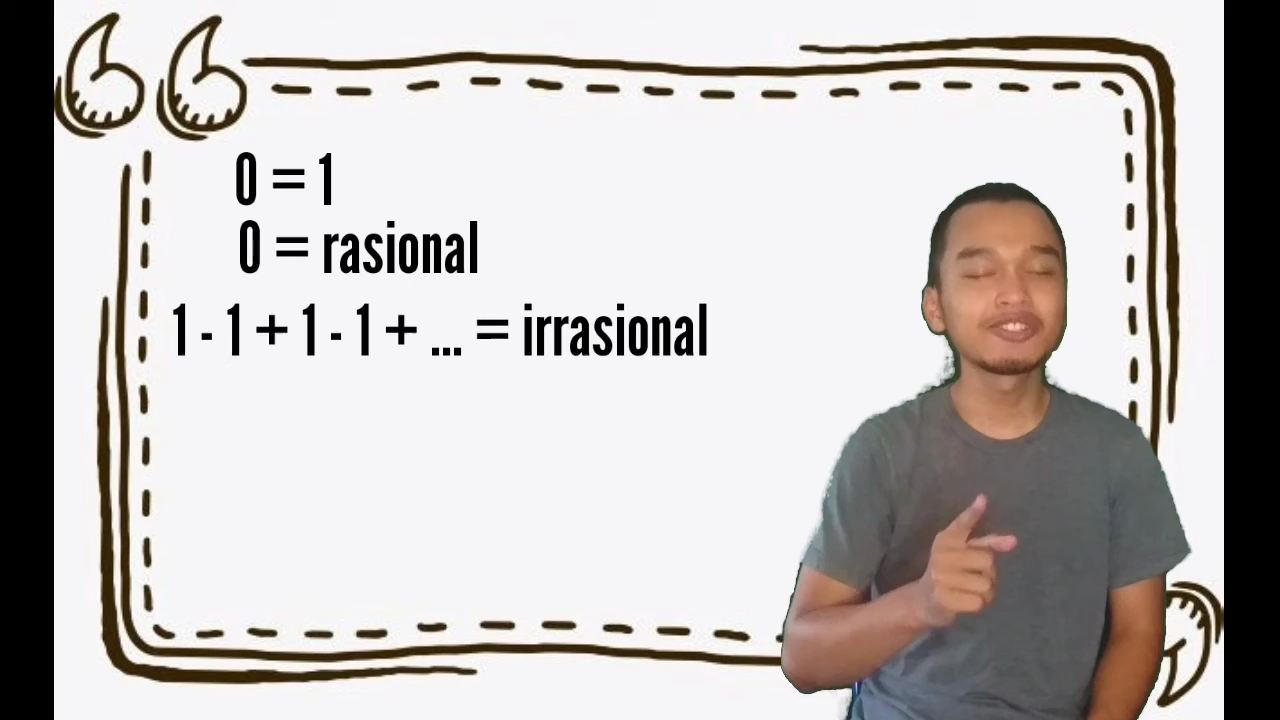 0 = 1
0 = rasional
1 - 1 + 1 - 1 + ... = irrasional